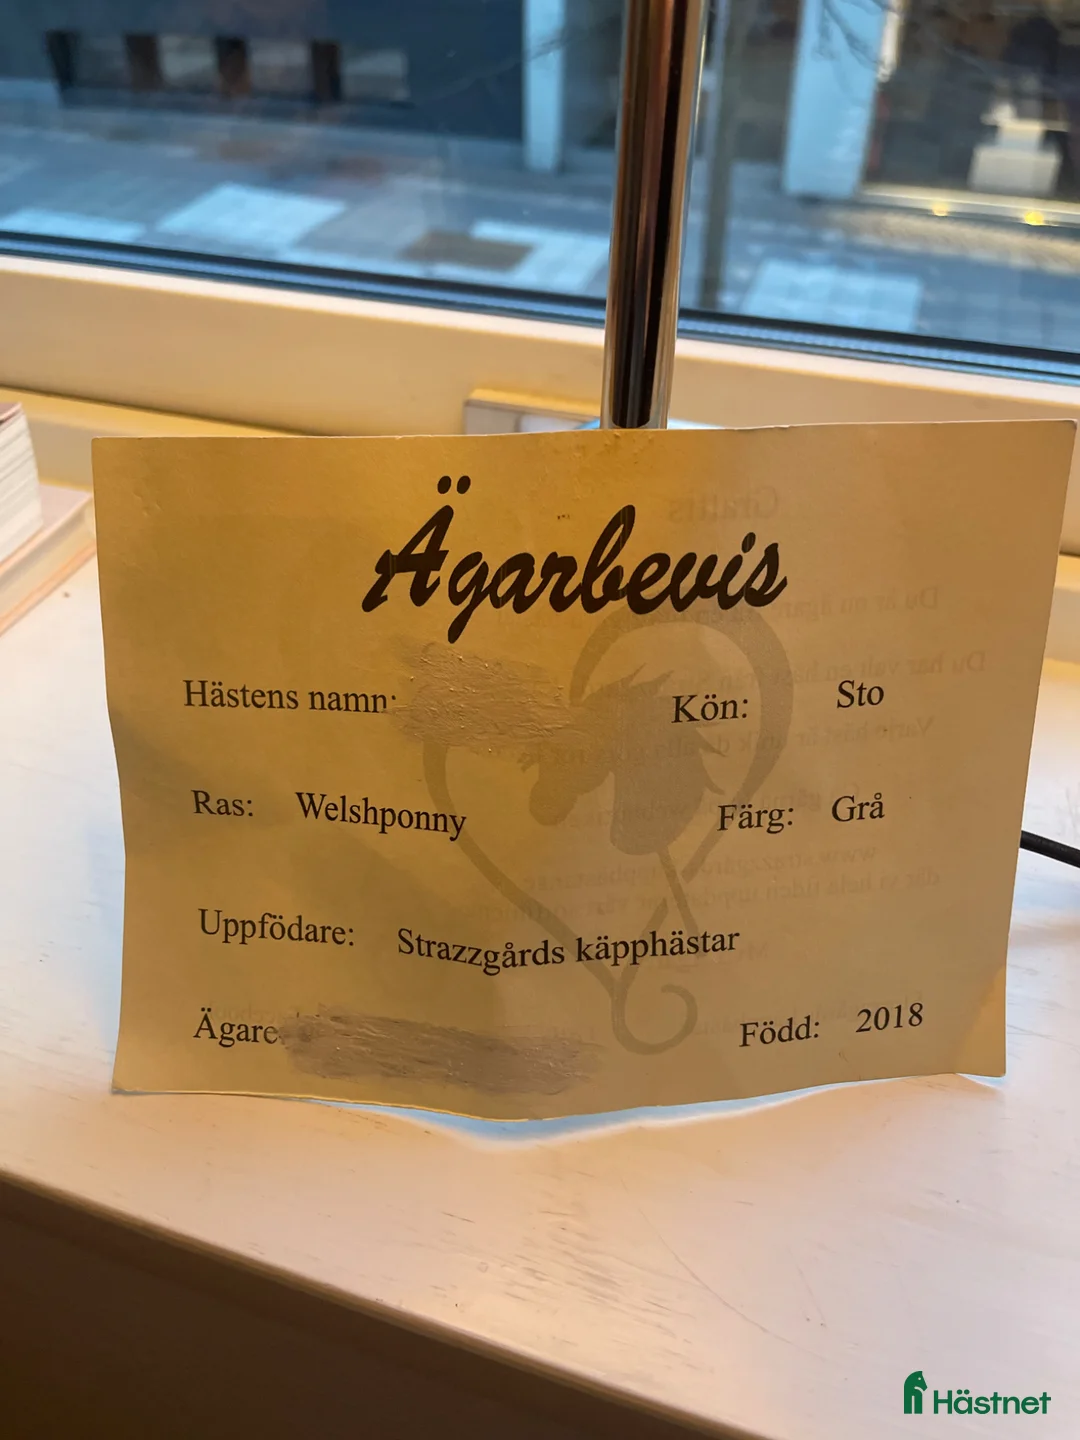 Ägarbevis
Hästens namn:
Kön: Sto
Ras: Welshponny
Färg: Grå
Uppfödare: Strazzgårds käpphästar
Ägare
Född: 2018
Hästnet